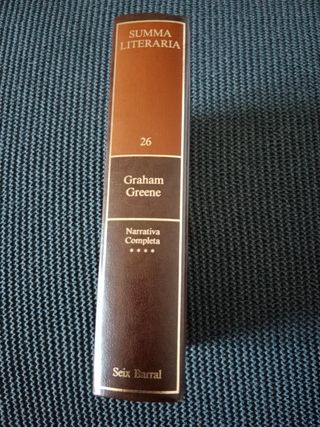 SUMMA
LITERARIA
26
Graham
Greene
Narrativa
Completa
****
Seix Barral